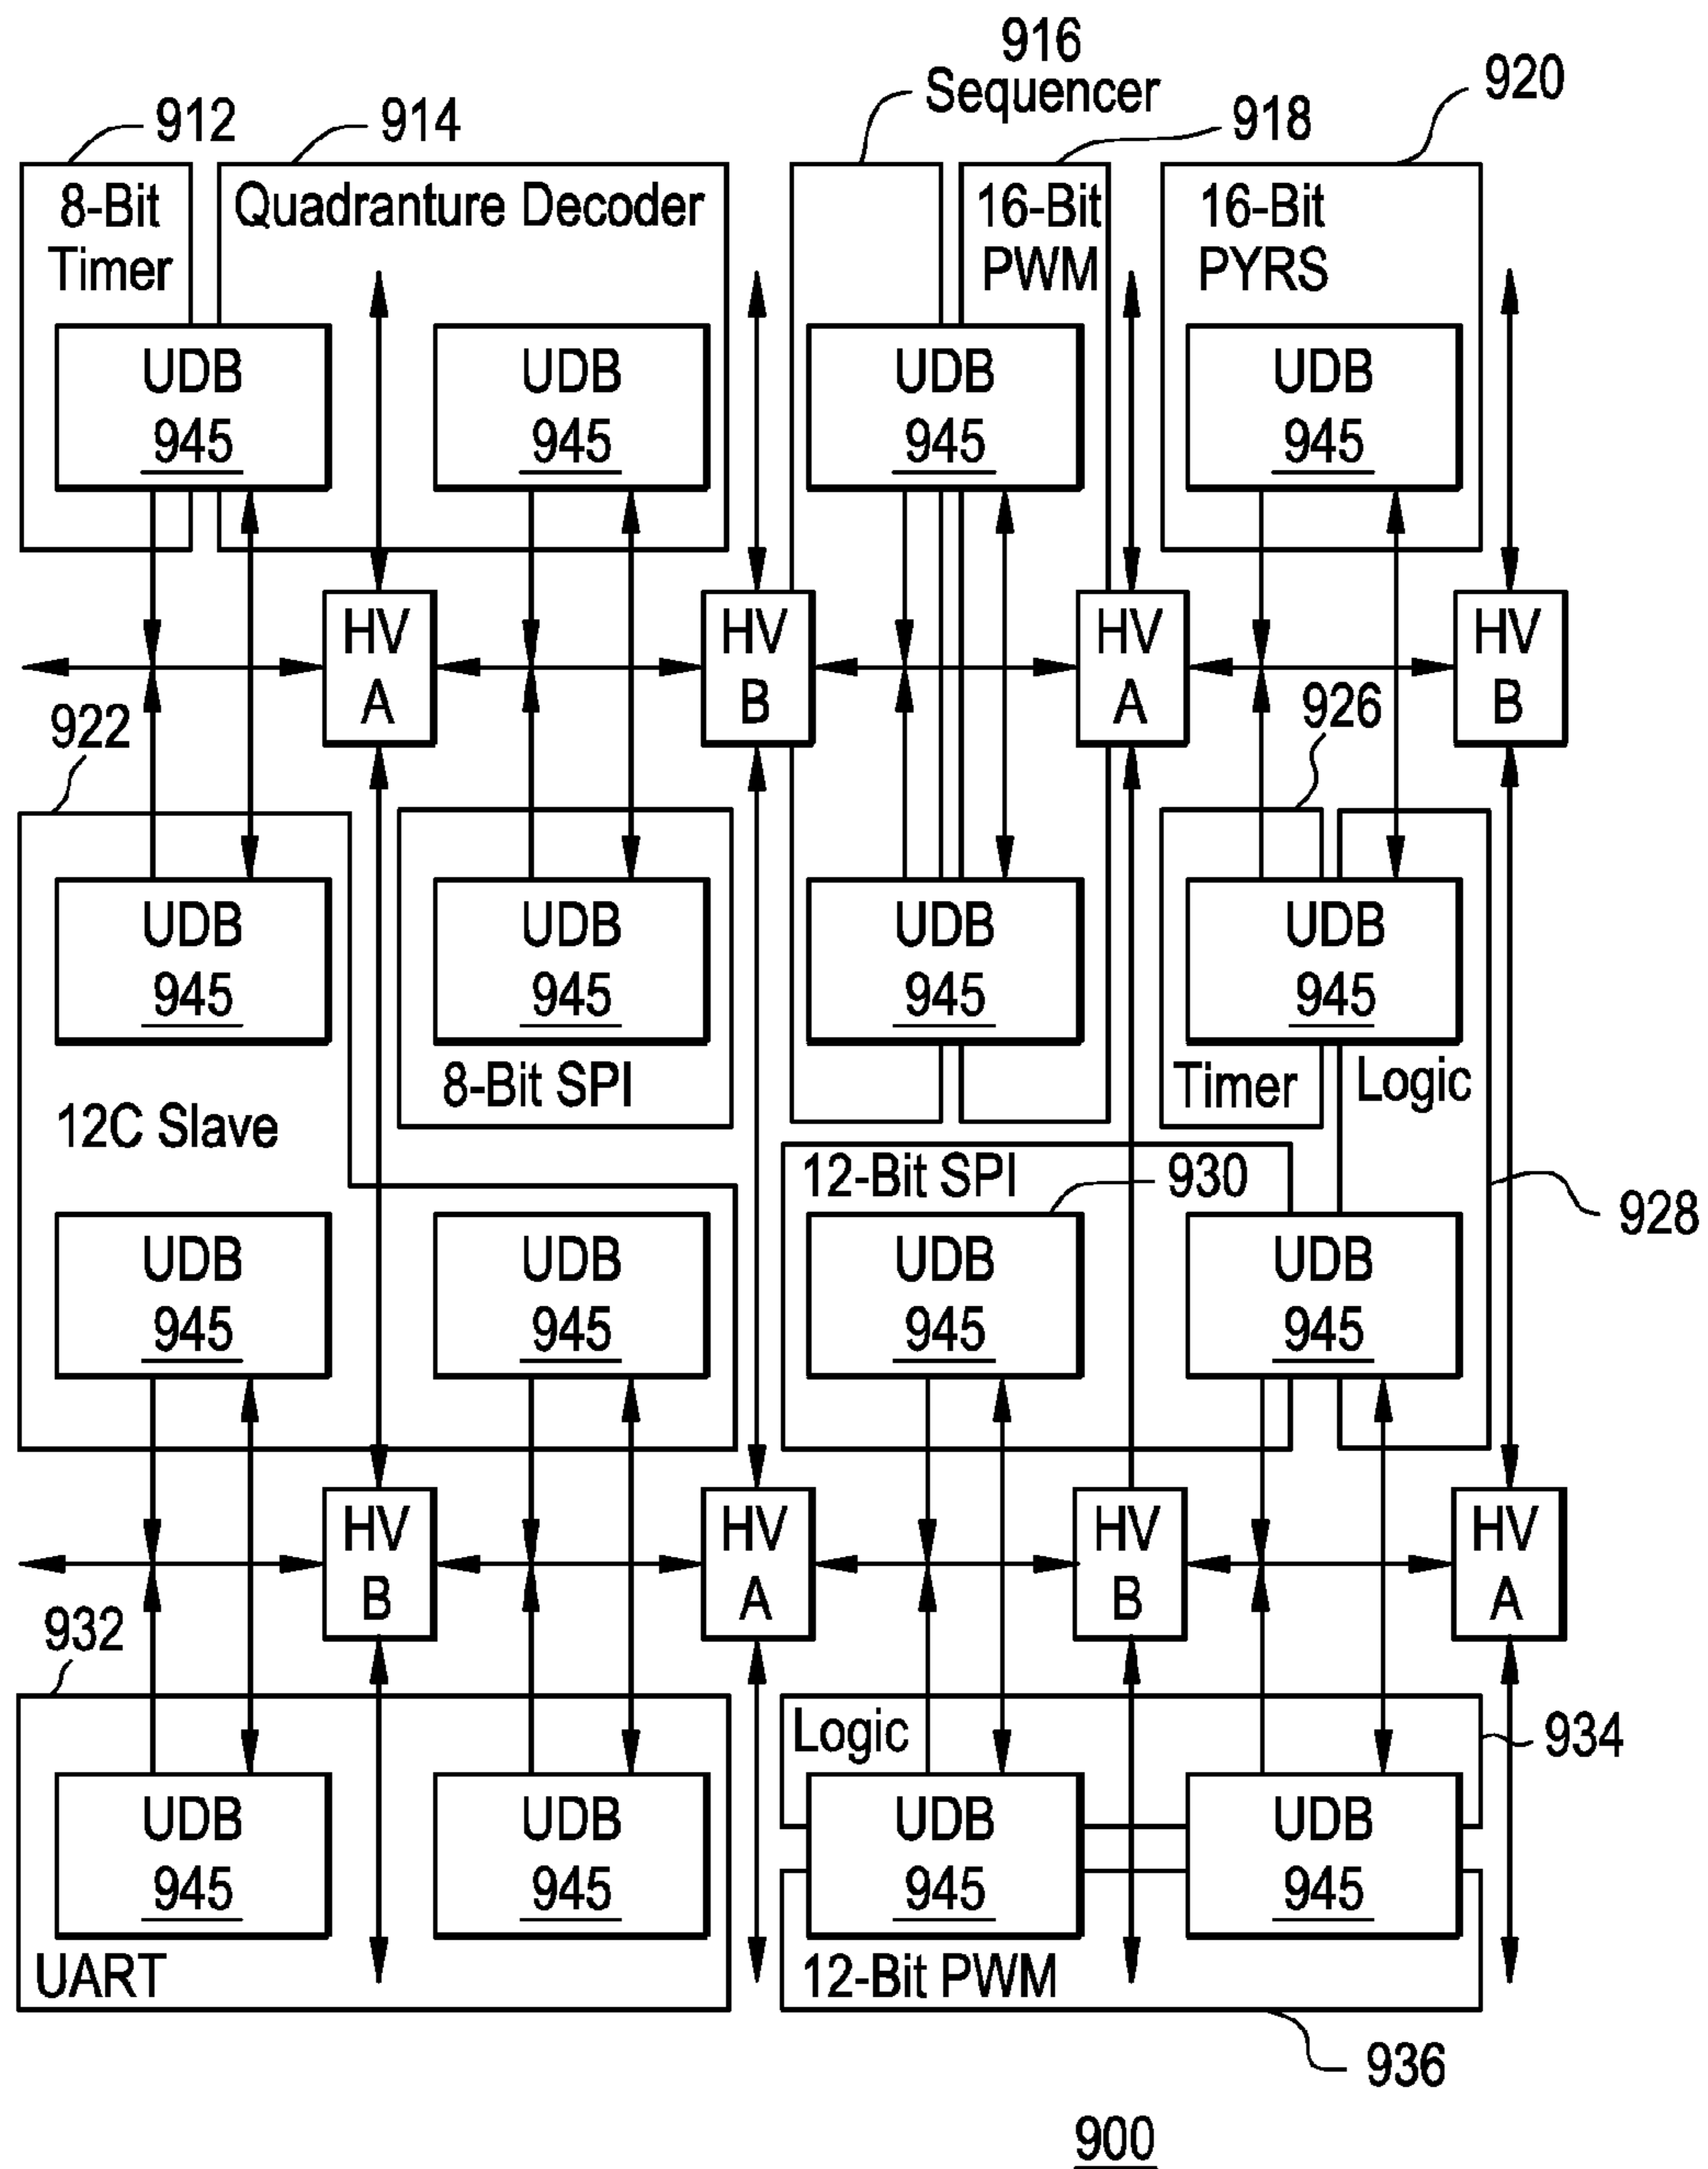 916
Sequencer
912
914
918
920
8-Bit
Timer
Quadranture Decoder
16-Bit
PWM
16-Bit
PYRS
UDB
945
UDB
945
UDB
945
UDB
945
HV
A
HV
B
HV
A
HV
B
922
926
UDB
945
UDB
945
UDB
945
UDB
945
8-Bit SPI
Timer
Logic
12C Slave
12-Bit SPI
930
928
UDB
945
UDB
945
UDB
945
UDB
945
HV
B
HV
A
HV
B
HV
A
932
Logic
934
UDB
945
UDB
945
UDB
945
UDB
945
UART
12-Bit PWM
936
900